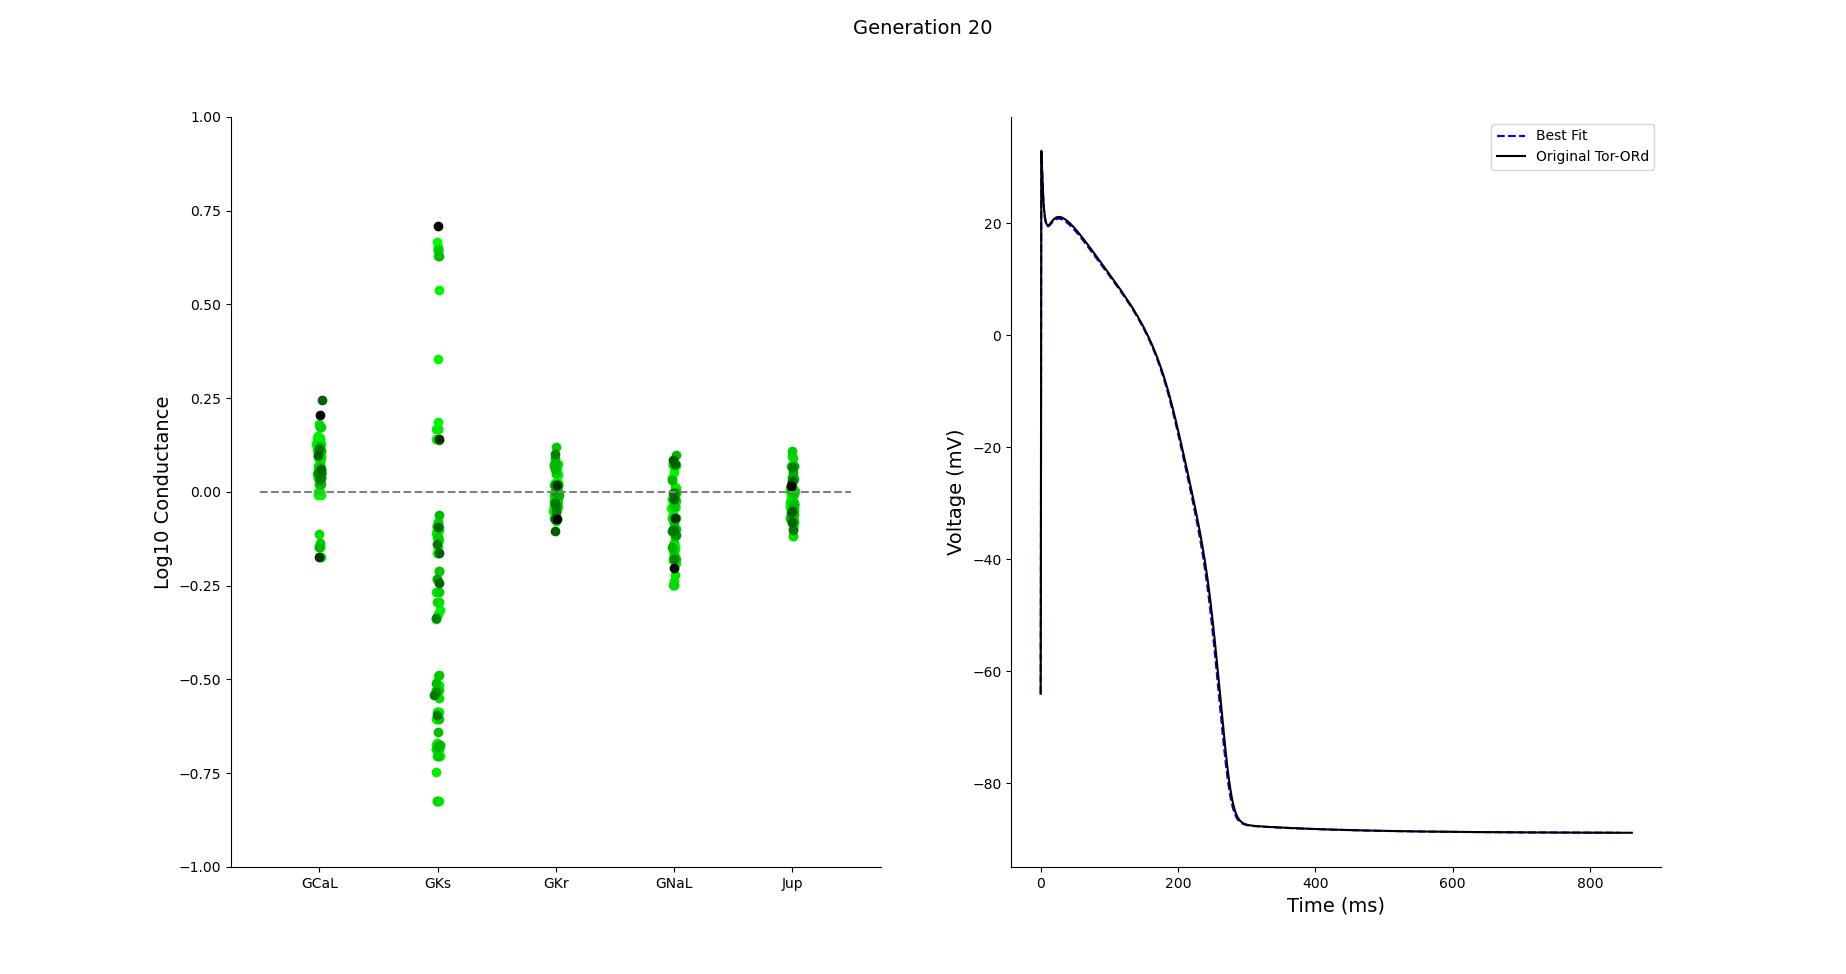 Generation 20
Log10 Conductance
1.00
0.75
0.50
0.25
0.00
−0.25
−0.50
−0.75
−1.00
GCaL GKs GKr GNaL Jup
Voltage (mV)
20
0
−20
−40
−60
−80
0 200 400 600 800
Time (ms)
Best Fit
Original Tor-ORd